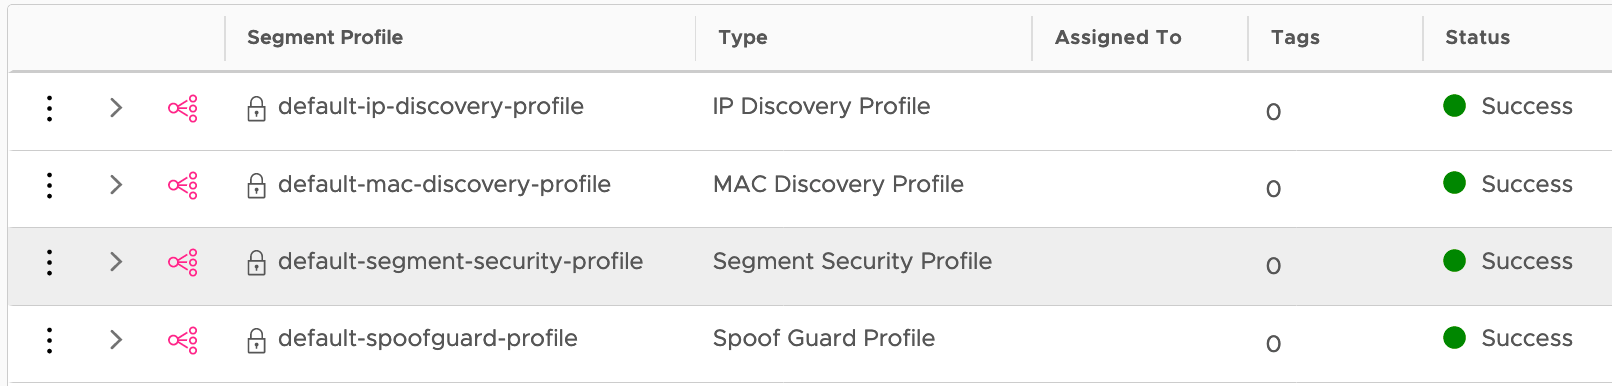 Segment Profile Type Assigned To Tags Status
default-ip-discovery-profile IP Discovery Profile 0 Success
default-mac-discovery-profile MAC Discovery Profile 0 Success
default-segment-security-profile Segment Security Profile 0 Success
default-spoofguard-profile Spoof Guard Profile 0 Success